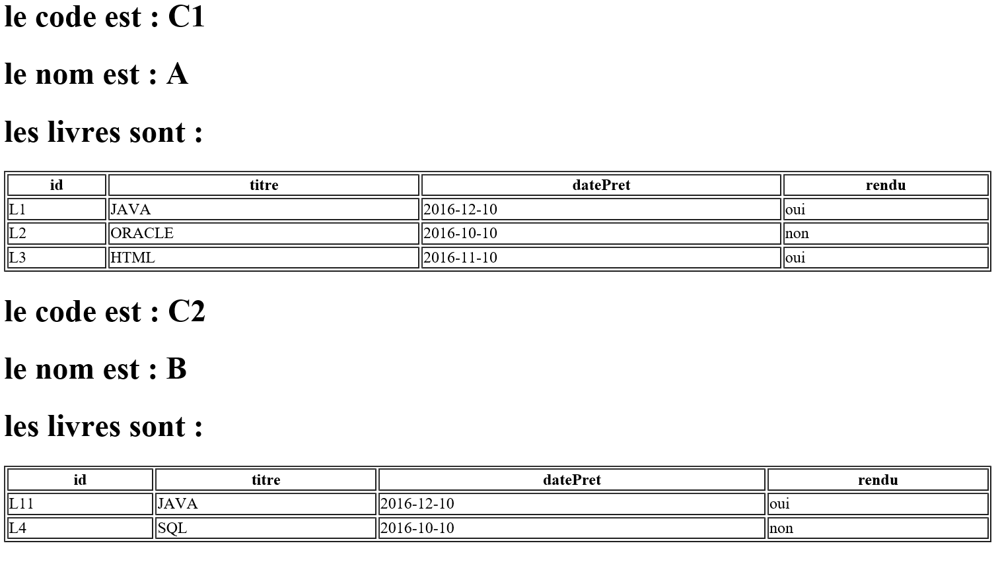 le code est : C1
le nom est : A
les livres sont :
id titre datePret rendu
L1 JAVA 2016-12-10 oui
L2 ORACLE 2016-10-10 non
L3 HTML 2016-11-10 oui
le code est : C2
le nom est : B
les livres sont :
id titre datePret rendu
L11 JAVA 2016-12-10 oui
L4 SQL 2016-10-10 non